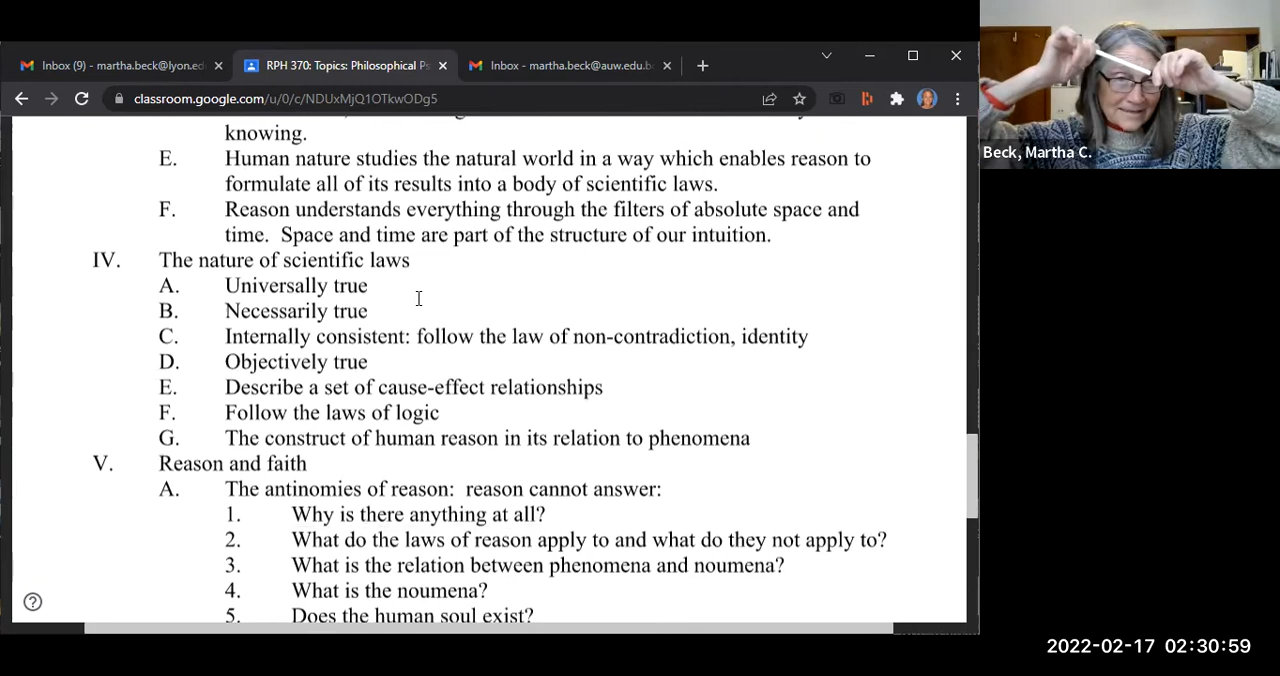 Inbox (9) - martha.beck@lyon.ed
RPH 370: Topics: Philosophical Ps
Inbox - martha.beck@auw.edu.b
classroom.google.com/u/0/c/NDUxMjQ1OTkwODg5
Beck, Martha C.
knowing.
E. Human nature studies the natural world in a way which enables reason to
formulate all of its results into a body of scientific laws.
F. Reason understands everything through the filters of absolute space and
time. Space and time are part of the structure of our intuition.
IV. The nature of scientific laws
A. Universally true
B. Necessarily true
C. Internally consistent: follow the law of non-contradiction, identity
D. Objectively true
E. Describe a set of cause-effect relationships
F. Follow the laws of logic
G. The construct of human reason in its relation to phenomena
V. Reason and faith
A. The antinomies of reason: reason cannot answer:
1. Why is there anything at all?
2. What do the laws of reason apply to and what do they not apply to?
3. What is the relation between phenomena and noumena?
4. What is the noumena?
5. Does the human soul exist?
2022-02-17 02:30:59